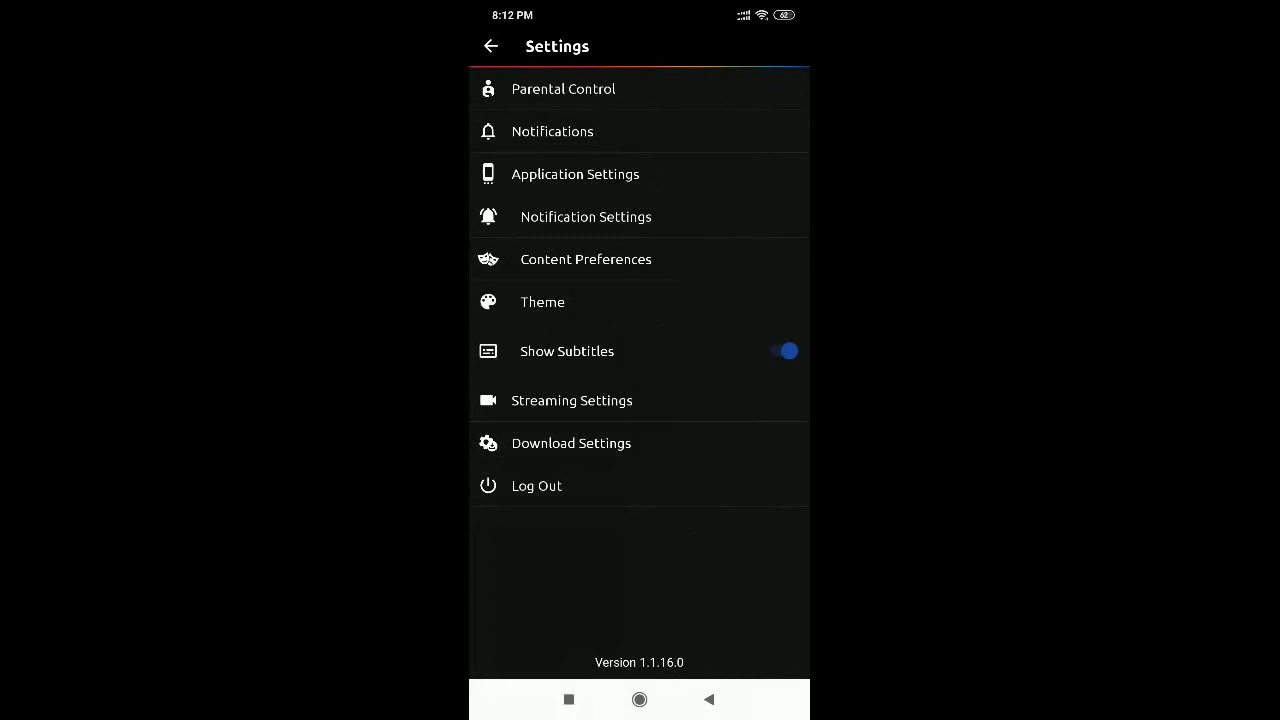 8:12 PM
62
Settings
Parental Control
Notifications
Application Settings
Notification Settings
Content Preferences
Theme
Show Subtitles
Streaming Settings
Download Settings
Log Out
Version 1.1.16.0